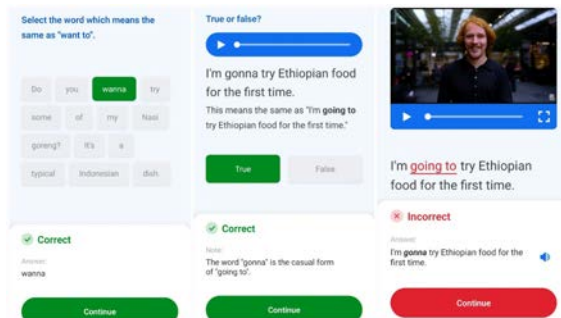 Select the word which means the
same as "want to".
Do you wanna try
some of my Nasi
goreng? It's a
typical Indonesian dish.
Correct
Answer:
wanna
Continue
True or false?
I'm gonna try Ethiopian food
for the first time.
This means the same as "I'm going to
try Ethiopian food for the first time."
True False
Correct
Note:
The word "gonna" is the casual form
of "going to'.
Continue
I'm going to try Ethiopian
food for the first time.
Incorrect
Answer:
I'm gonna try Ethiopian food for the
first time.
Continue